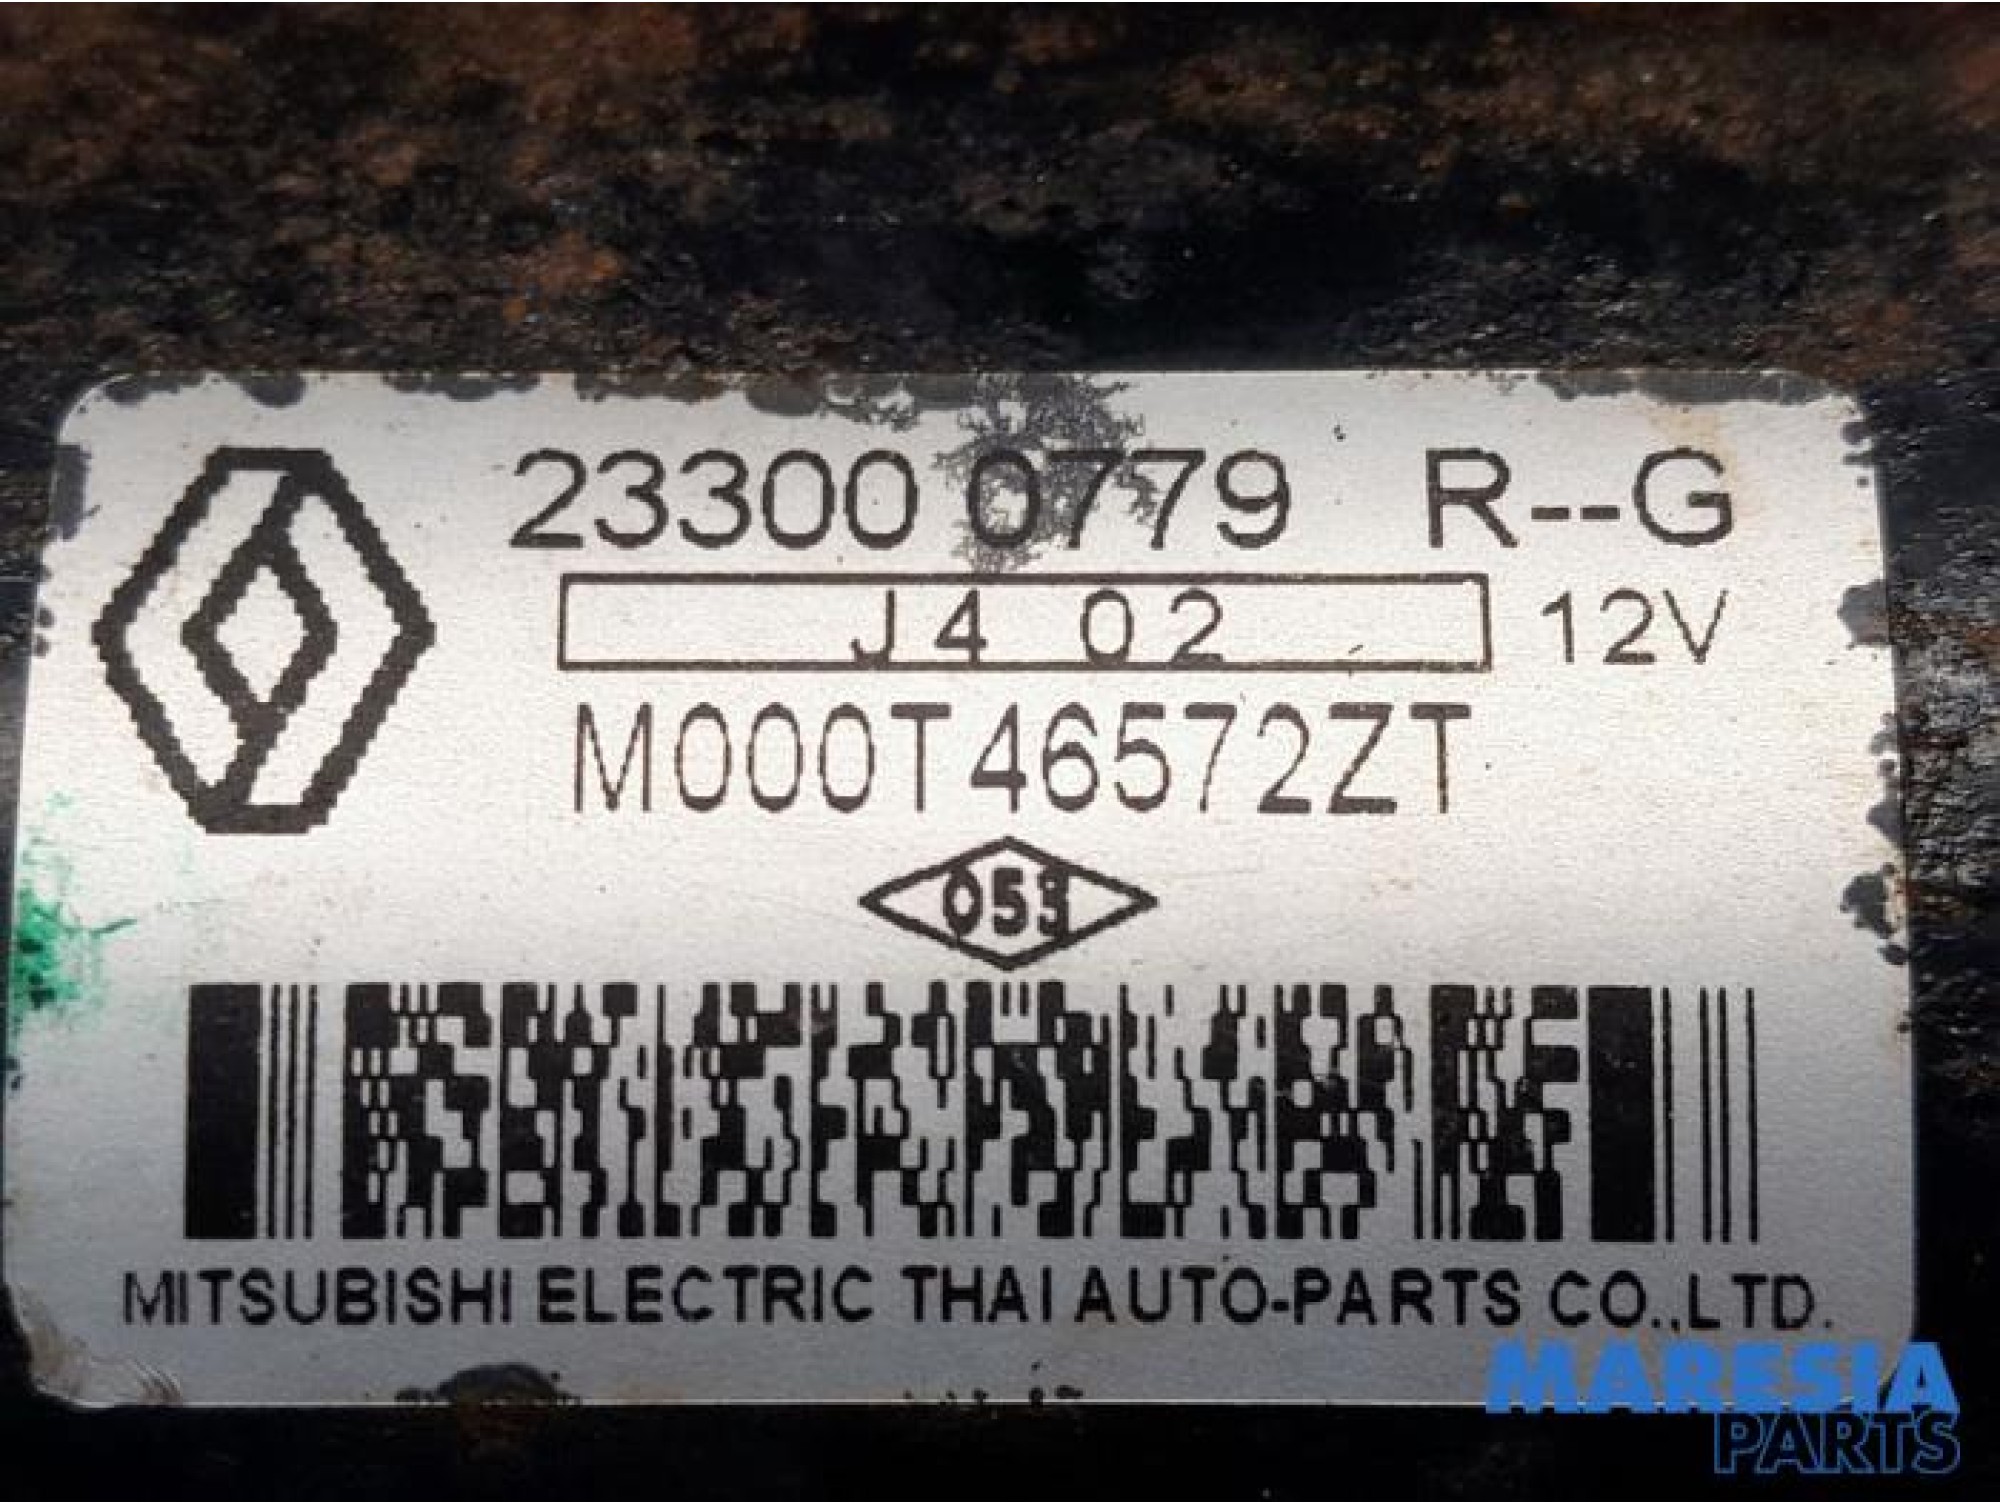 23300 0779 R--G
J4 02 12V
M000T46572ZT
053
MITSUBISHI ELECTRIC THAI AUTO-PARTS CO.,LTD.
MARESIA
PARTS